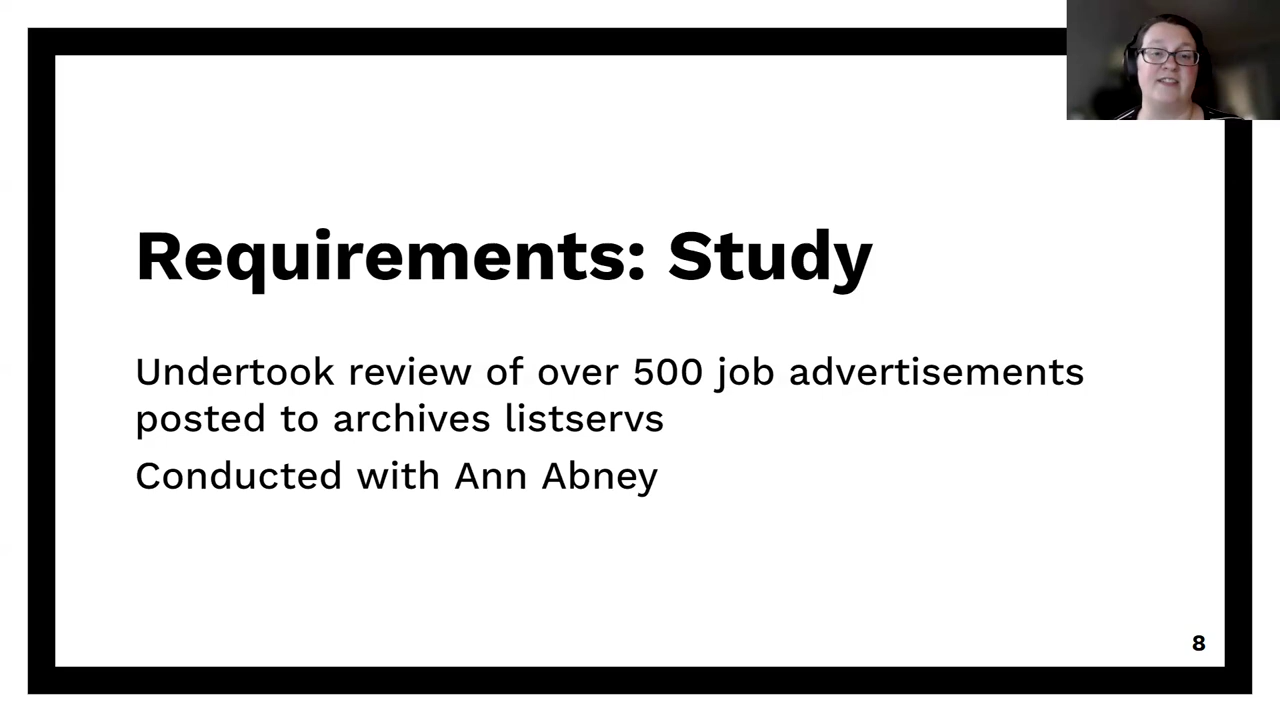 Requirements: Study
Undertook review of over 500 job advertisements
posted to archives listservs
Conducted with Ann Abney
8